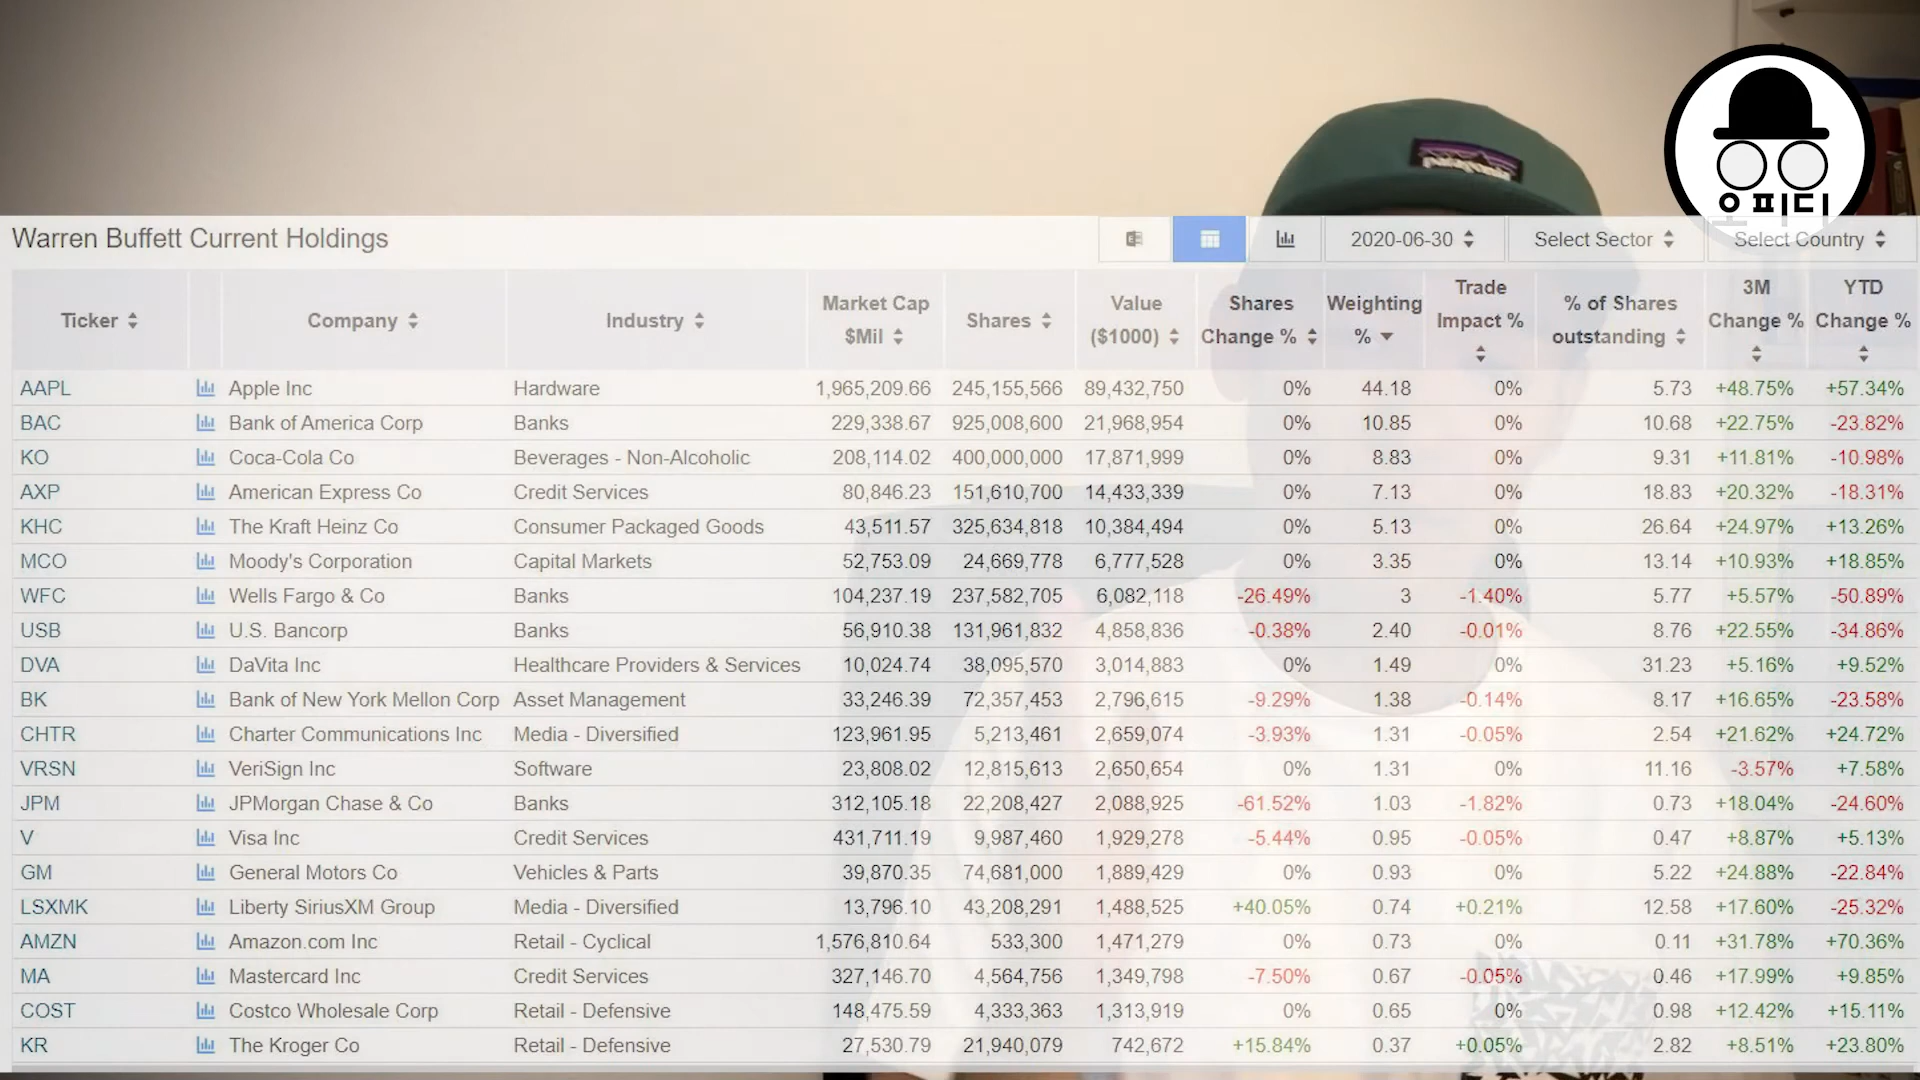 오피디
Warren Buffett Current Holdings 2020-06-30 Select Sector Select Country
Ticker Company Industry Market Cap $Mil Shares Value ($1000) Shares Change % Weighting % Trade Impact % % of Shares outstanding 3M Change % YTD Change %
AAPL Apple Inc Hardware 1,965,209.66 245,155,566 89,432,750 0% 44.18 0% 5.73 +48.75% +57.34%
BAC Bank of America Corp Banks 229,338.67 925,008,600 21,968,954 0% 10.85 0% 10.68 +22.75% -23.82%
KO Coca-Cola Co Beverages - Non-Alcoholic 208,114.02 400,000,000 17,871,999 0% 8.83 0% 9.31 +11.81% -10.98%
AXP American Express Co Credit Services 80,846.23 151,610,700 14,433,339 0% 7.13 0% 18.83 +20.32% -18.31%
KHC The Kraft Heinz Co Consumer Packaged Goods 43,511.57 325,634,818 10,384,494 0% 5.13 0% 26.64 +24.97% +13.26%
MCO Moody's Corporation Capital Markets 52,753.09 24,669,778 6,777,528 0% 3.35 0% 13.14 +10.93% +18.85%
WFC Wells Fargo & Co Banks 104,237.19 237,582,705 6,082,118 -26.49% 3 -1.40% 5.77 +5.57% -50.89%
USB U.S. Bancorp Banks 56,910.38 131,961,832 4,858,836 -0.38% 2.40 -0.01% 8.76 +22.55% -34.86%
DVA DaVita Inc Healthcare Providers & Services 10,024.74 38,095,570 3,014,883 0% 1.49 0% 31.23 +5.16% +9.52%
BK Bank of New York Mellon Corp Asset Management 33,246.39 72,357,453 2,796,615 -9.29% 1.38 -0.14% 8.17 +16.65% -23.58%
CHTR Charter Communications Inc Media - Diversified 123,961.95 5,213,461 2,659,074 -3.93% 1.31 -0.05% 2.54 +21.62% +24.72%
VRSN VeriSign Inc Software 23,808.02 12,815,613 2,650,654 0% 1.31 0% 11.16 -3.57% +7.58%
JPM JPMorgan Chase & Co Banks 312,105.18 22,208,427 2,088,925 -61.52% 1.03 -1.82% 0.73 +18.04% -24.60%
V Visa Inc Credit Services 431,711.19 9,987,460 1,929,278 -5.44% 0.95 -0.05% 0.47 +8.87% +5.13%
GM General Motors Co Vehicles & Parts 39,870.35 74,681,000 1,889,429 0% 0.93 0% 5.22 +24.88% -22.84%
LSXMK Liberty SiriusXM Group Media - Diversified 13,796.10 43,208,291 1,488,525 +40.05% 0.74 +0.21% 12.58 +17.60% -25.32%
AMZN Amazon.com Inc Retail - Cyclical 1,576,810.64 533,300 1,471,279 0% 0.73 0% 0.11 +31.78% +70.36%
MA Mastercard Inc Credit Services 327,146.70 4,564,756 1,349,798 -7.50% 0.67 -0.05% 0.46 +17.99% +9.85%
COST Costco Wholesale Corp Retail - Defensive 148,475.59 4,333,363 1,313,919 0% 0.65 0% 0.98 +12.42% +15.11%
KR The Kroger Co Retail - Defensive 27,530.79 21,940,079 742,672 +15.84% 0.37 +0.05% 2.82 +8.51% +23.80%